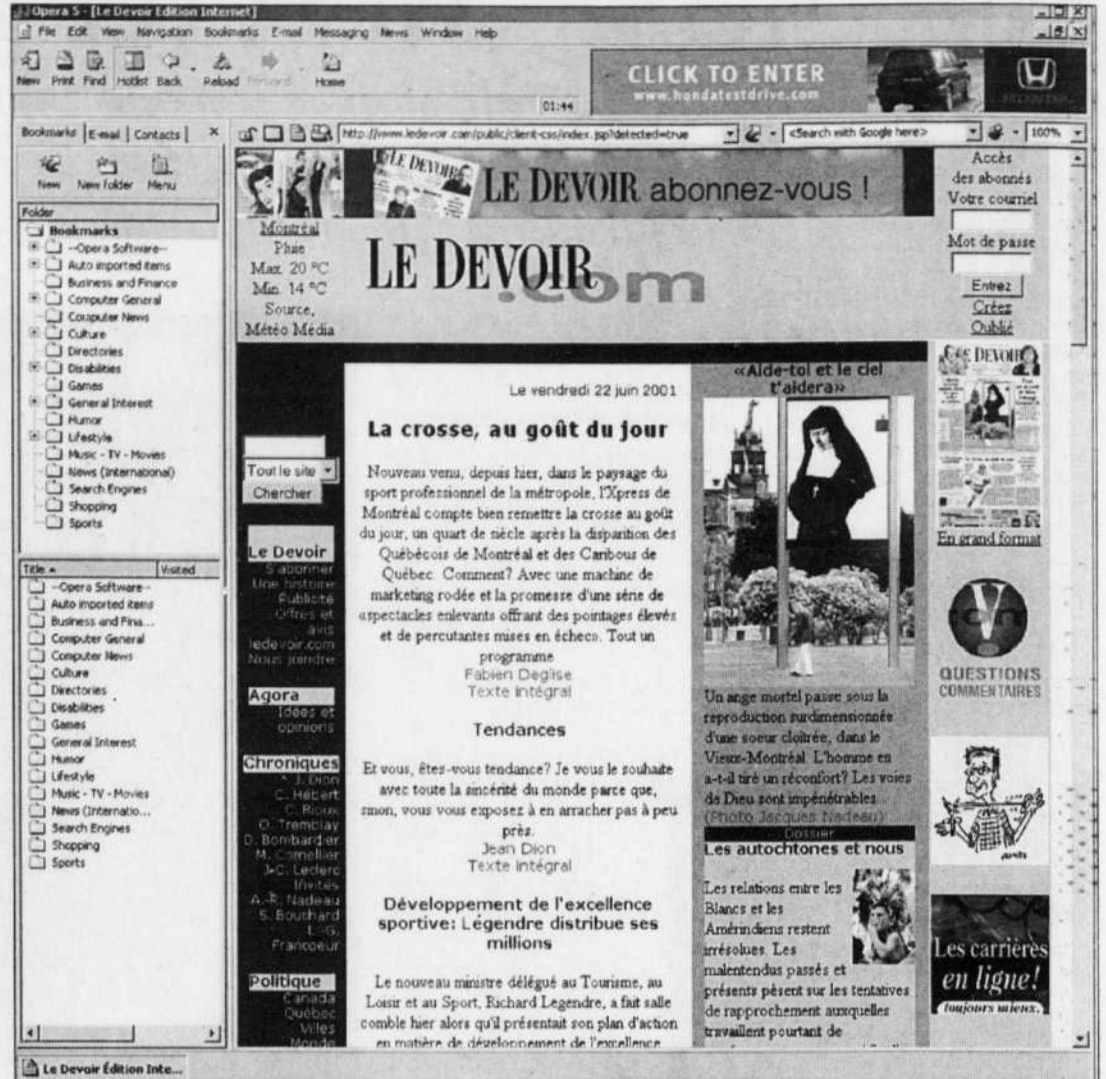 Opera 5 - [Le Devoir Édition Internet]
File Edit View Navigation Bookmarks E-mail Messaging News Window Help
New Print Find Hotlist Back Reload Forward Home
CLICK TO ENTER
www.hondatestdrive.com
01:44
Bookmarks E-mail Contacts
http://www.ledevoir.com/public/client-css/index.jsp?detected=true
<Search with Google here>
100%
New New folder Menu
Folder
Bookmarks
--Opera Software--
Auto imported items
Business and Finance
Computer General
Computer News
Culture
Directories
Disabilities
Games
General Interest
Humor
Lifestyle
Music - TV - Movies
News (International)
Search Engines
Shopping
Sports
Title Visited
--Opera Software--
Auto imported items
Business and Fina...
Computer General
Computer News
Culture
Directories
Disabilities
Games
General Interest
Humor
Lifestyle
Music - TV - Movies
News (Internatio...
Search Engines
Shopping
Sports
LE DEVOIR
LE DEVOIR abonnez-vous !
Montréal
Pluie
Max. 20 °C
Min. 14 °C
Source,
Météo Média
LE DEVOIR
.com
Accès
des abonnés
Votre courriel
Mot de passe
Entrez
Créez
Oublié
Tout le site
Chercher
Le Devoir
S'abonner
Une histoire
Publicité
Offres et
avis
ledevoir.com
Nous joindre
Agora
Idées et
opinions
Chroniques
J. Dion
C. Hébert
C. Rioux
O. Tremblay
D. Bombardier
M. Cornellier
J-C. Leclerc
Invités
A.-R. Nadeau
S. Bouchard
L.-G.
Francoeur
Politique
Canada
Québec
Villes
Monde
Le vendredi 22 juin 2001
La crosse, au goût du jour
Nouveau venu, depuis hier, dans le paysage du
sport professionnel de la métropole, l'Xpress de
Montréal compte bien remettre la crosse au goût
du jour, un quart de siècle après la disparition des
Québécois de Montréal et des Caribous de
Québec. Comment? Avec une machine de
marketing rodée et la promesse d'une série de
«spectacles enlevants offrant des pointages élevés
et de percutantes mises en échec». Tout un
programme
Fabien Deglise
Texte intégral
Tendances
Et vous, êtes-vous tendance? Je vous le souhaite
avec toute la sincérité du monde parce que,
sinon, vous vous exposez à en arracher pas à peu
près.
Jean Dion
Texte intégral
Développement de l'excellence
sportive: Légendre distribue ses
millions
Le nouveau ministre délégué au Tourisme, au
Loisir et au Sport, Richard Legendre, a fait salle
comble hier alors qu'il présentait son plan d'action
en matière de développement de l'excellence
«Aide-toi et le ciel
t'aidera»
Un ange mortel passe sous la
reproduction surdimensionnée
d'une soeur cloîtrée, dans le
Vieux-Montréal. L'homme en
a-t-il tiré un réconfort? Les voies
de Dieu sont impénétrables...
(Photo Jacques Nadeau)
Dossier
Les autochtones et nous
Les relations entre les
Blancs et les
Amérindiens restent
irrésolues. Les
malentendus passés et
présents pèsent sur les tentatives
de rapprochement auxquelles
travaillent pourtant de
LE DEVOIR
En grand format
V
.com
QUESTIONS
COMMENTAIRES
Les carrières
en ligne!
toujours mieux.
Le Devoir Édition Inte...